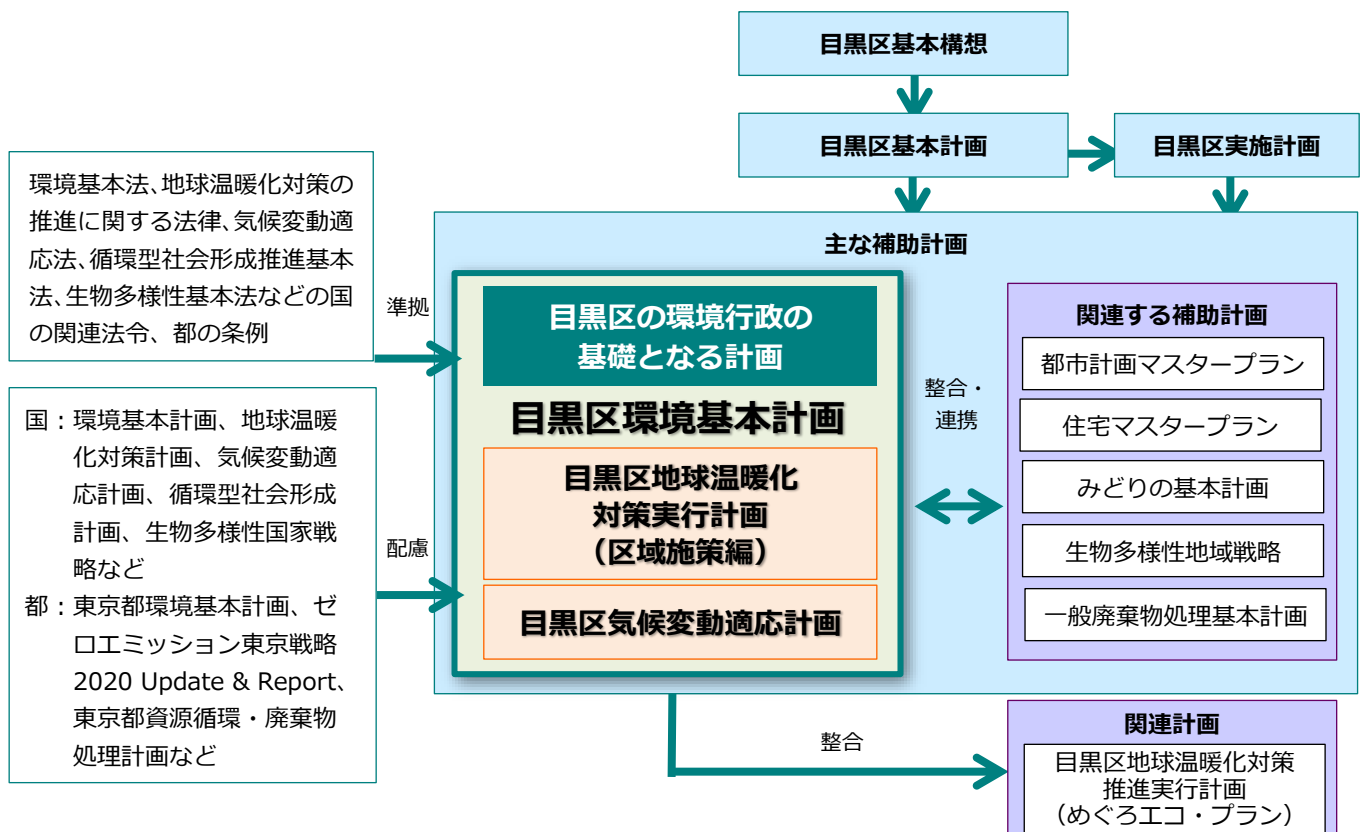 目黒区基本構想
目黒区基本計画
目黒区実施計画
環境基本法、地球温暖化対策の
推進に関する法律、気候変動適
応法、循環型社会形成推進基本
法、生物多様性基本法などの国
の関連法令、都の条例
準拠
国：環境基本計画、地球温暖
化対策計画、気候変動適
応計画、循環型社会形成
計画、生物多様性国家戦
略など
都：東京都環境基本計画、ゼ
ロエミッション東京戦略
2020 Update & Report、
東京都資源循環・廃棄物
処理計画など
配慮
主な補助計画
目黒区の環境行政の
基礎となる計画
目黒区環境基本計画
目黒区地球温暖化
対策実行計画
（区域施策編）
目黒区気候変動適応計画
整合・
連携
関連する補助計画
都市計画マスタープラン
住宅マスタープラン
みどりの基本計画
生物多様性地域戦略
一般廃棄物処理基本計画
整合
関連計画
目黒区地球温暖化対策
推進実行計画
（めぐろエコ・プラン）